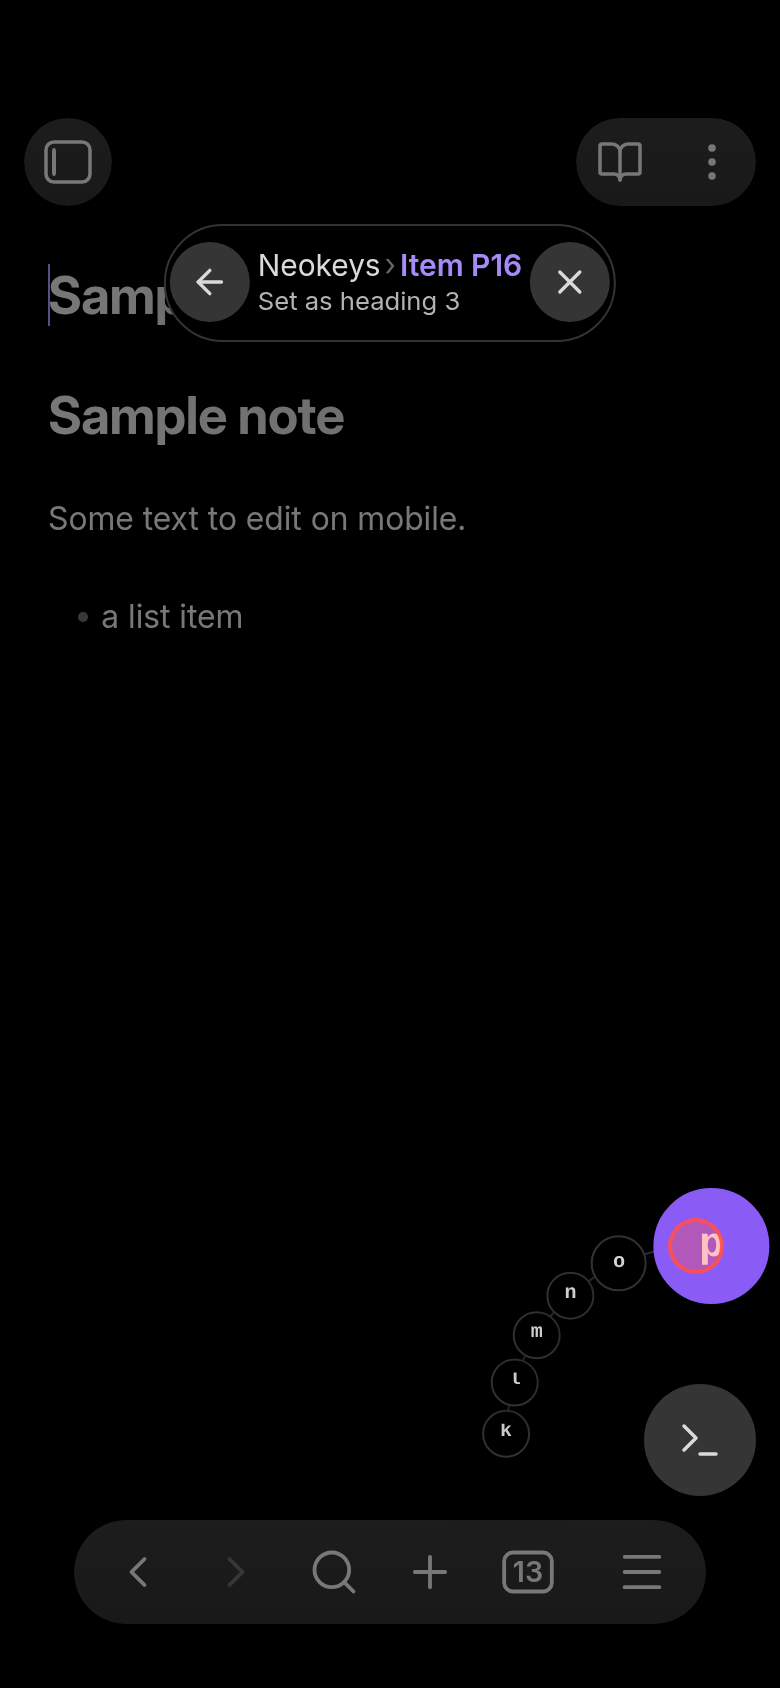 Neokeys › Item P16
Set as heading 3
Samp
Sample note
Some text to edit on mobile.
• a list item
p
o
n
m
l
k
13